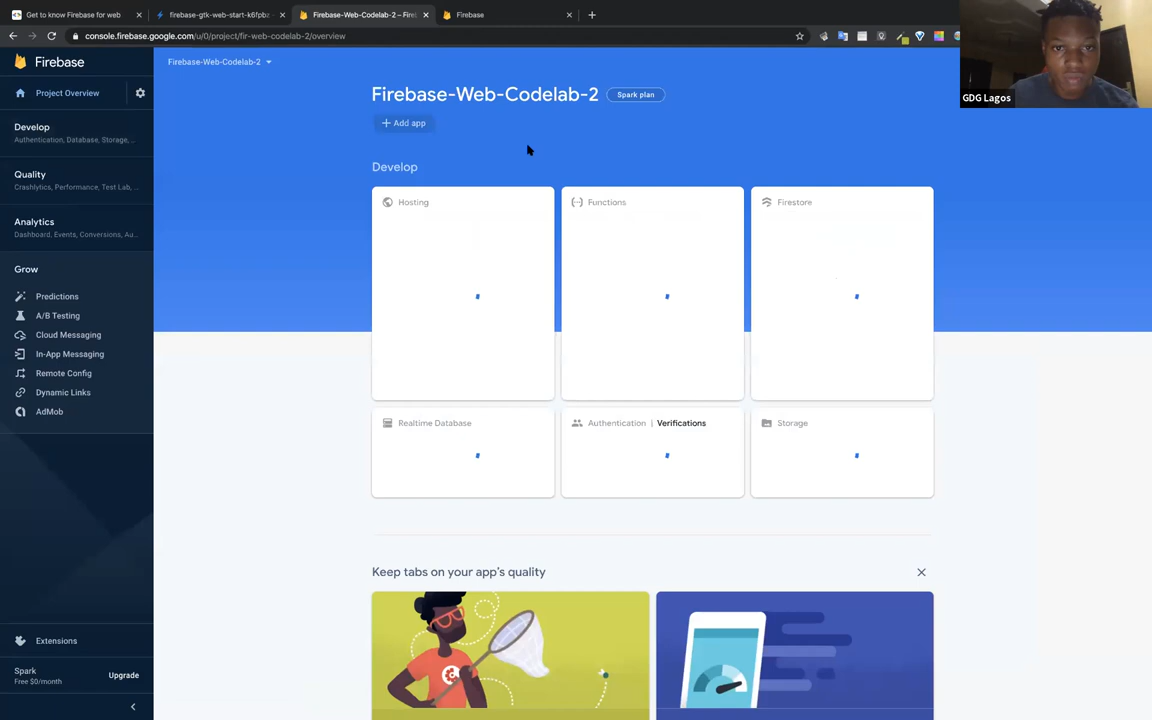 Get to know Firebase for web
firebase-gtk-web-start-k6fpbz
Firebase-Web-Codelab-2 – Fire
Firebase
console.firebase.google.com/u/0/project/fir-web-codelab-2/overview
GDG Lagos
Firebase
Firebase-Web-Codelab-2
Project Overview
Firebase-Web-Codelab-2
Spark plan
Add app
Develop
Authentication, Database, Storage, ...
Develop
Quality
Crashlytics, Performance, Test Lab, ...
Hosting
Functions
Firestore
Analytics
Dashboard, Events, Conversions, Au...
Grow
Predictions
A/B Testing
Cloud Messaging
In-App Messaging
Remote Config
Dynamic Links
AdMob
Realtime Database
Authentication | Verifications
Storage
Keep tabs on your app's quality
Extensions
Spark
Free $0/month
Upgrade